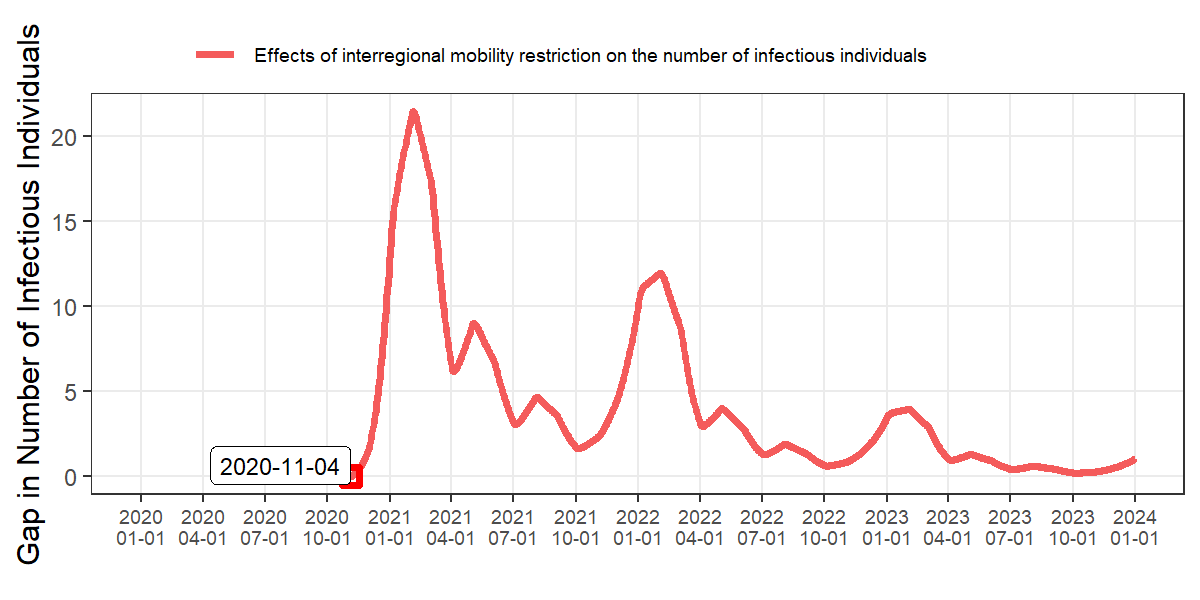 Effects of interregional mobility restriction on the number of infectious individuals
Gap in Number of Infectious Individuals
20
15
10
5
0
2020-11-04
2020 2020 2020 2020 2021 2021 2021 2021 2022 2022 2022 2022 2023 2023 2023 2023 2024
01-01 04-01 07-01 10-01 01-01 04-01 07-01 10-01 01-01 04-01 07-01 10-01 01-01 04-01 07-01 10-01 01-01